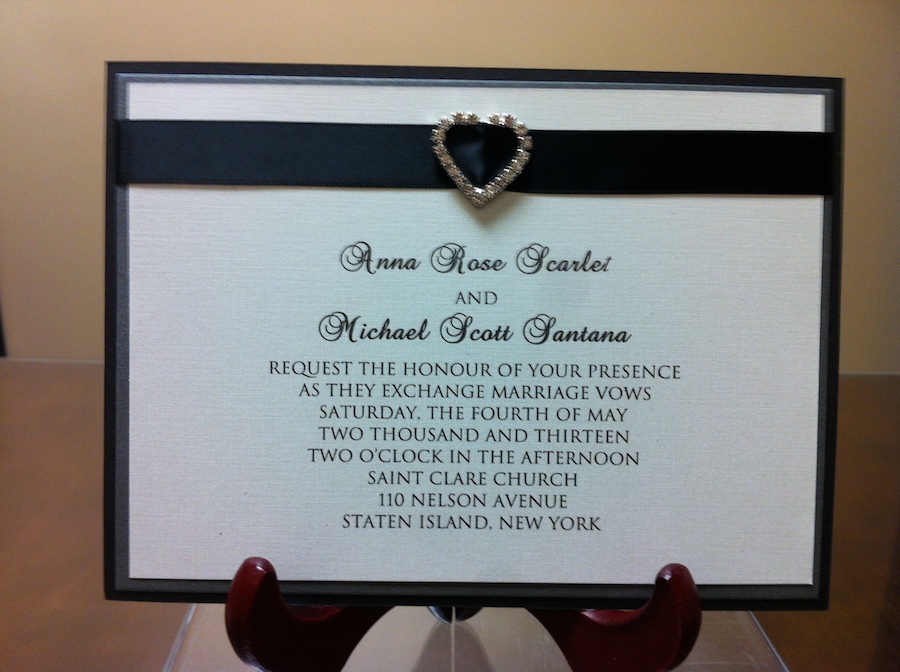 Anna Rose Scarlet
AND
Michael Scott Santana
REQUEST THE HONOUR OF YOUR PRESENCE
AS THEY EXCHANGE MARRIAGE VOWS
SATURDAY, THE FOURTH OF MAY
TWO THOUSAND AND THIRTEEN
TWO O'CLOCK IN THE AFTERNOON
SAINT CLARE CHURCH
110 NELSON AVENUE
STATEN ISLAND, NEW YORK